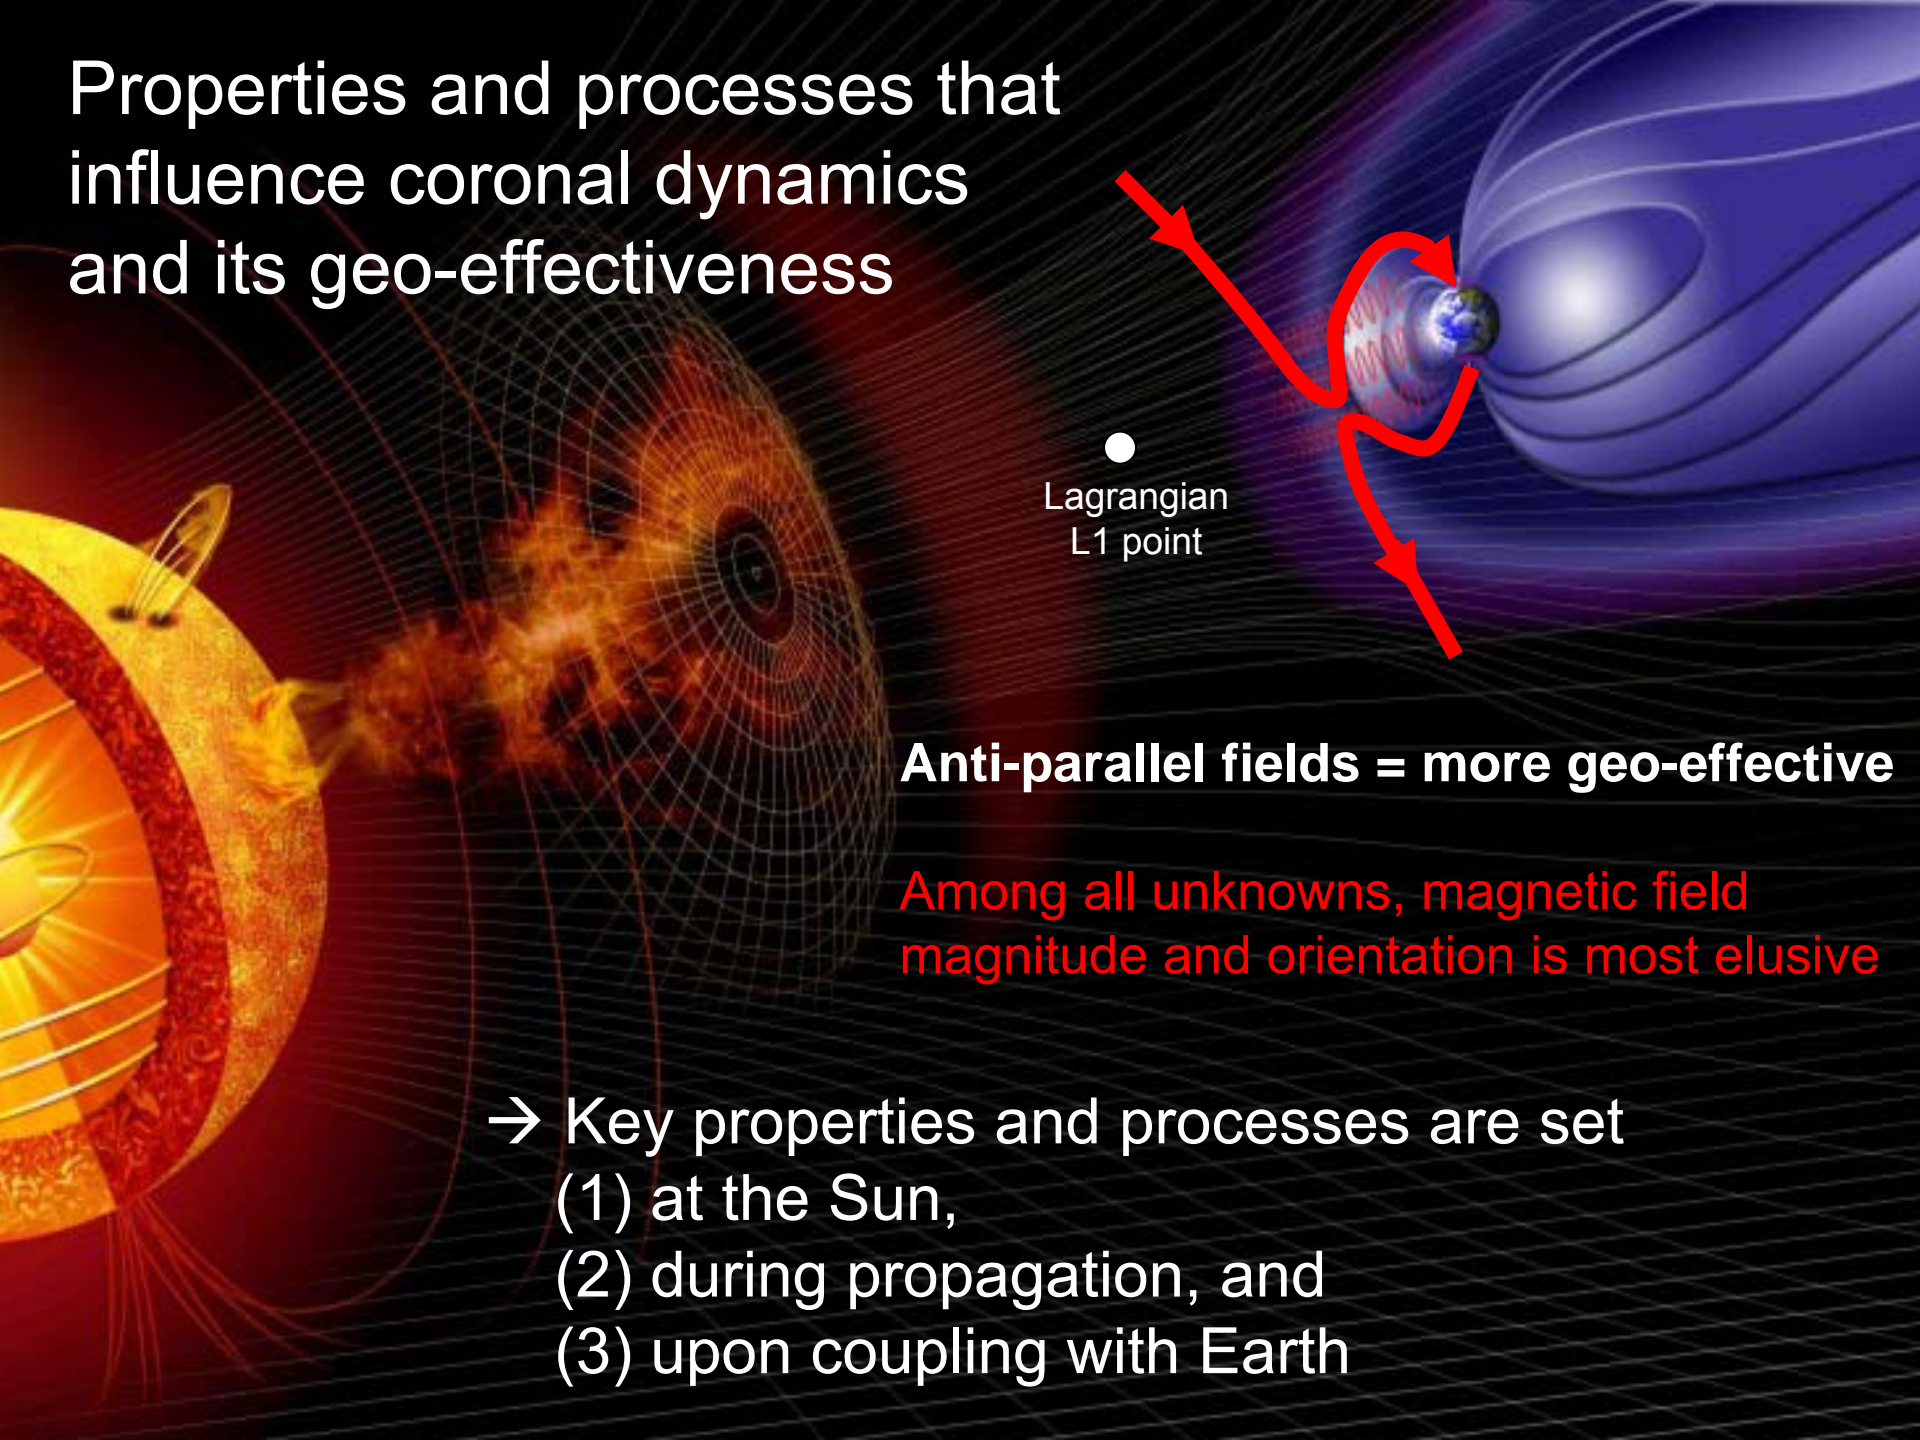 Properties and processes that
influence coronal dynamics
and its geo-effectiveness
Lagrangian
L1 point
Anti-parallel fields = more geo-effective
Among all unknowns, magnetic field
magnitude and orientation is most elusive
→ Key properties and processes are set
(1) at the Sun,
(2) during propagation, and
(3) upon coupling with Earth